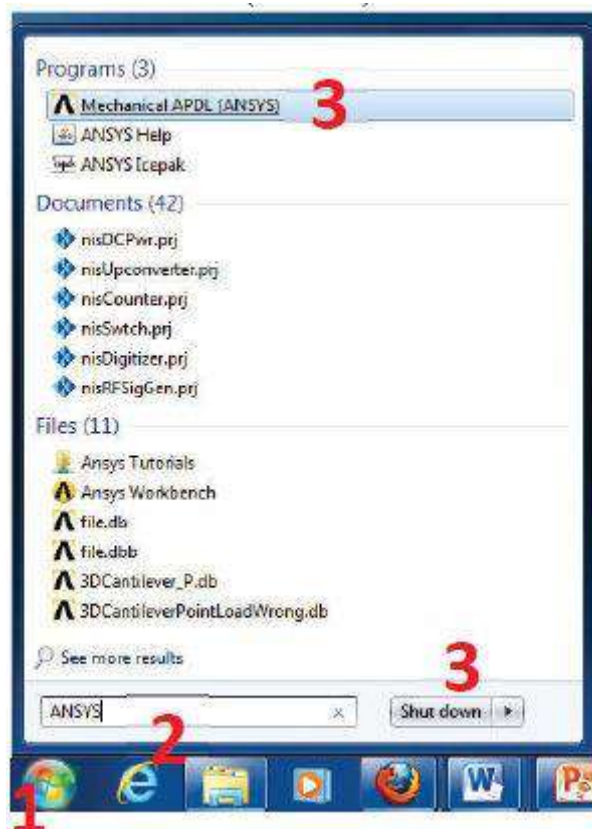 Programs (3)
Mechanical APDL (ANSYS)
3
ANSYS Help
ANSYS Icepak
Documents (42)
nisDCPwr.prj
nisUpconverter.prj
nisCounter.prj
nisSwtch.prj
nisDigitizer.prj
nisRFSigGen.prj
Files (11)
Ansys Tutorials
Ansys Workbench
file.db
file.dbb
3DCantilever_P.db
3DCantileverPointLoadWrong.db
See more results
3
ANSYS
Shut down
2
1